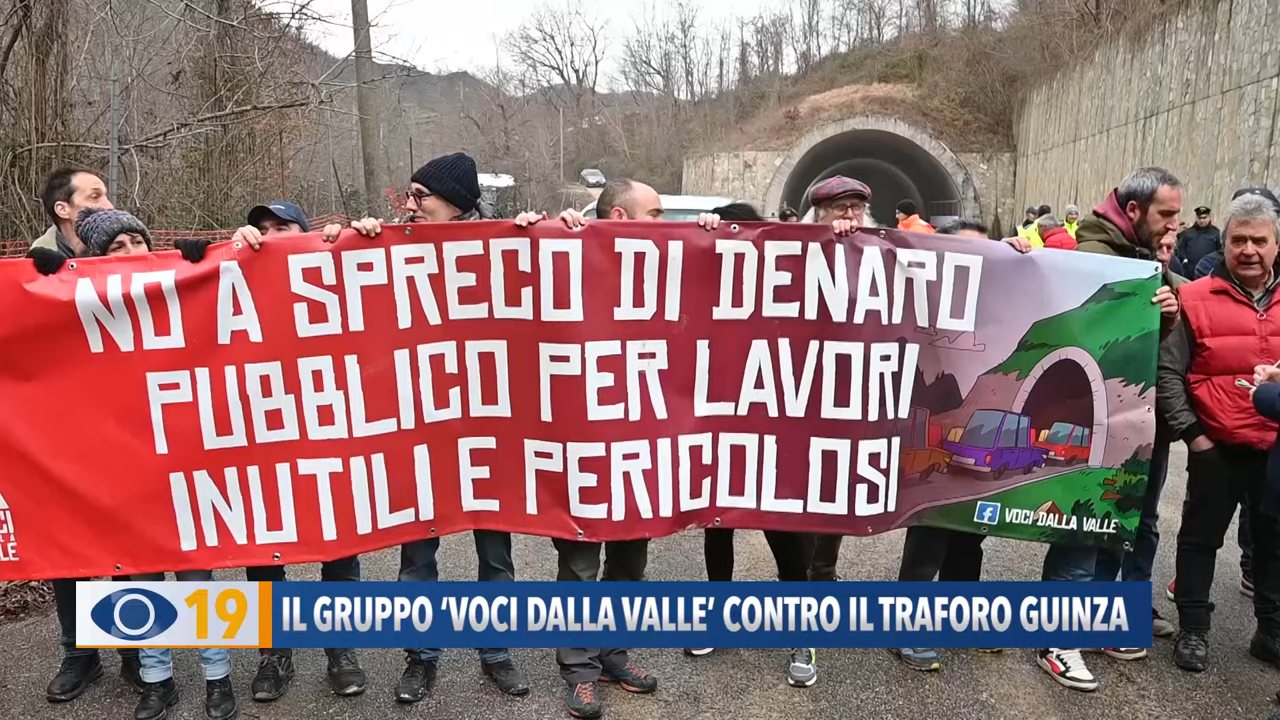 NO A SPRECO DI DENARO
PUBBLICO PER LAVORI
INUTILI E PERICOLOSI
f VOCI DALLA VALLE
19
IL GRUPPO ‘VOCI DALLA VALLE’ CONTRO IL TRAFORO GUINZA